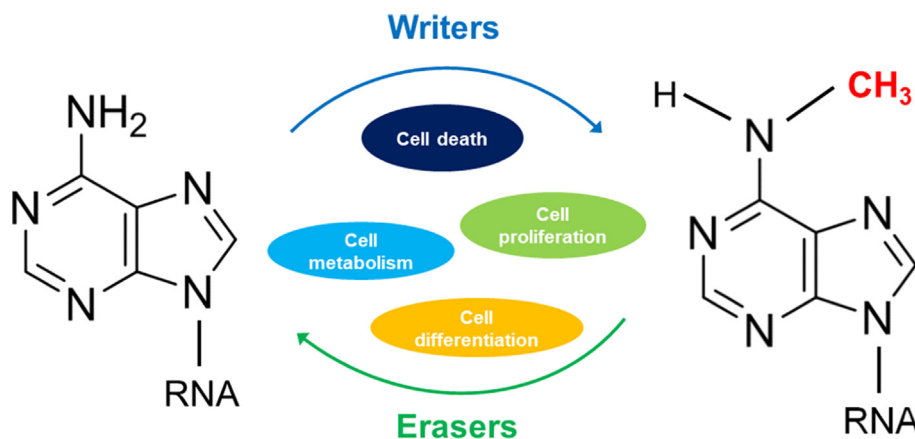 Writers
NH₂
N
N
N
N
RNA
Cell death
Cell
proliferation
Cell
metabolism
Cell
differentiation
Erasers
H
CH₃
N
N
N
N
N
RNA